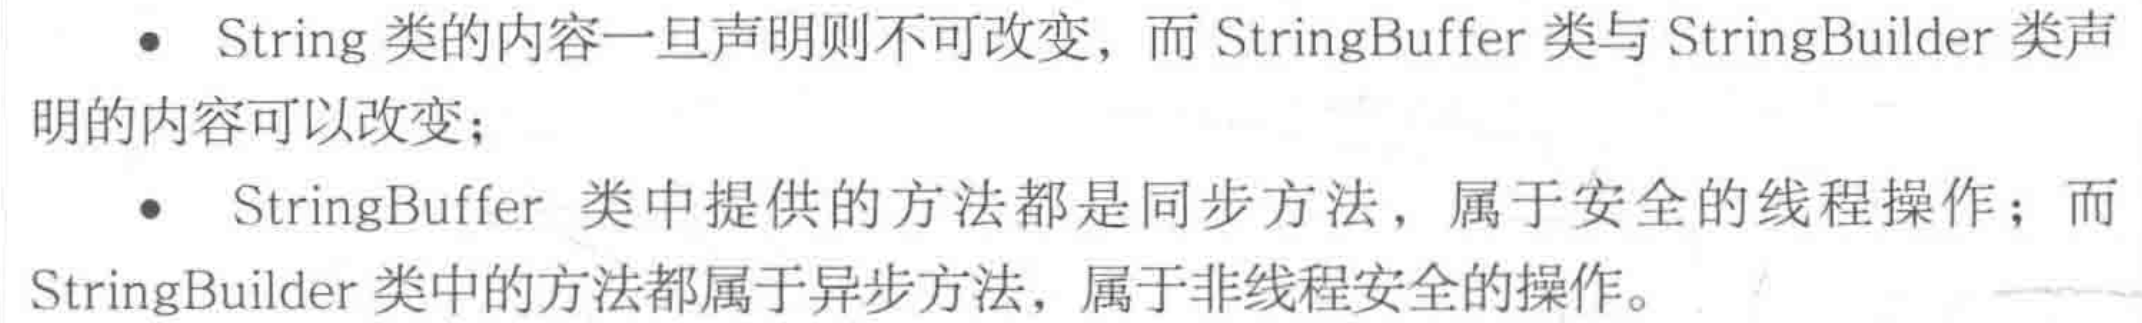 • String 类的内容一旦声明则不可改变，而 StringBuffer 类与 StringBuilder 类声
明的内容可以改变；
• StringBuffer 类中提供的方法都是同步方法，属于安全的线程操作；而
StringBuilder 类中的方法都属于异步方法，属于非线程安全的操作。